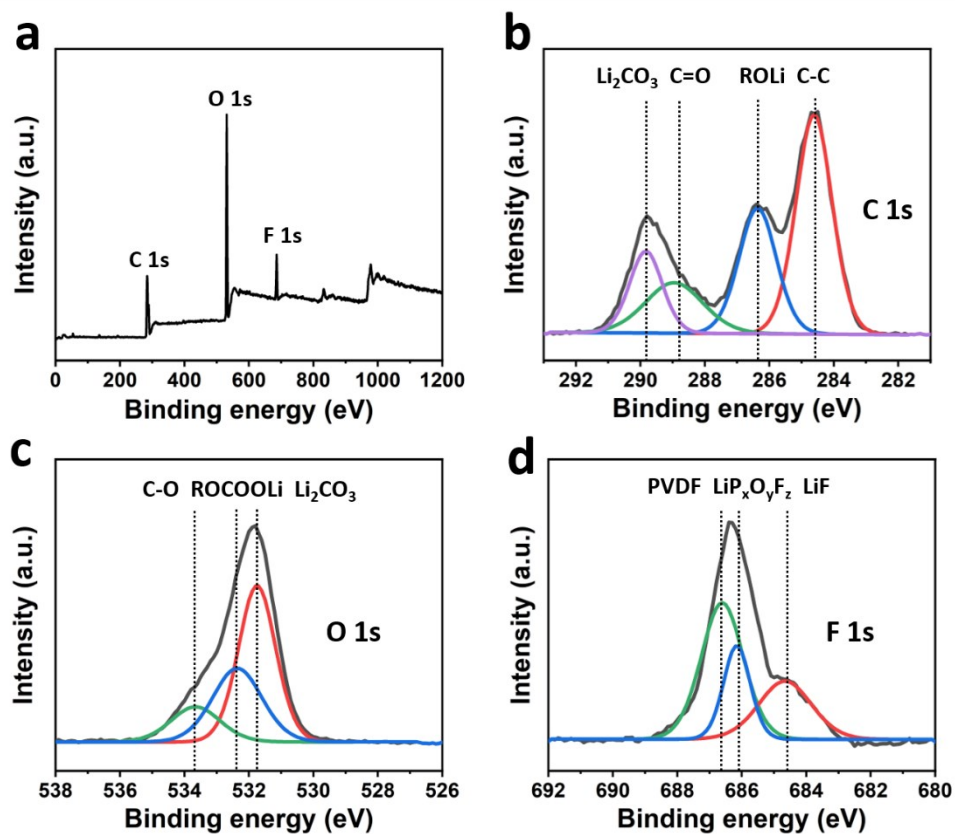 a
Intensity (a.u.)
O 1s
F 1s
C 1s
0 200 400 600 800 1000 1200
Binding energy (eV)
b
Intensity (a.u.)
Li₂CO₃ C=O ROLi C-C
C 1s
292 290 288 286 284 282
Binding energy (eV)
c
Intensity (a.u.)
C-O ROCOOLi Li₂CO₃
O 1s
538 536 534 532 530 528 526
Binding energy (eV)
d
Intensity (a.u.)
PVDF LiPₓOᵧF_z LiF
F 1s
692 690 688 686 684 682 680
Binding energy (eV)